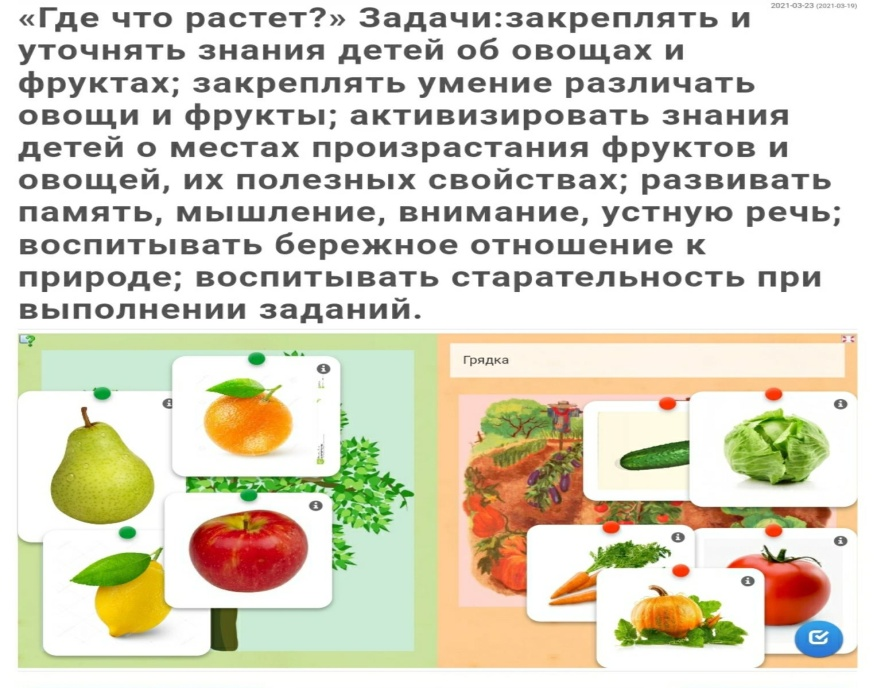 2021-03-23 (2021-03-19)
«Где что растет?» Задачи:закреплять и
уточнять знания детей об овощах и
фруктах; закреплять умение различать
овощи и фрукты; активизировать знания
детей о местах произрастания фруктов и
овощей, их полезных свойствах; развивать
память, мышление, внимание, устную речь;
воспитывать бережное отношение к
природе; воспитывать старательность при
выполнении заданий.
Грядка